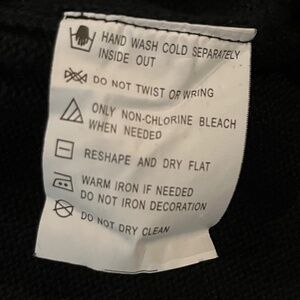 HAND WASH COLD SEPARATELY
INSIDE OUT
DO NOT TWIST OR WRING
ONLY NON-CHLORINE BLEACH
WHEN NEEDED
RESHAPE AND DRY FLAT
WARM IRON IF NEEDED
DO NOT IRON DECORATION
DO NOT DRY CLEAN